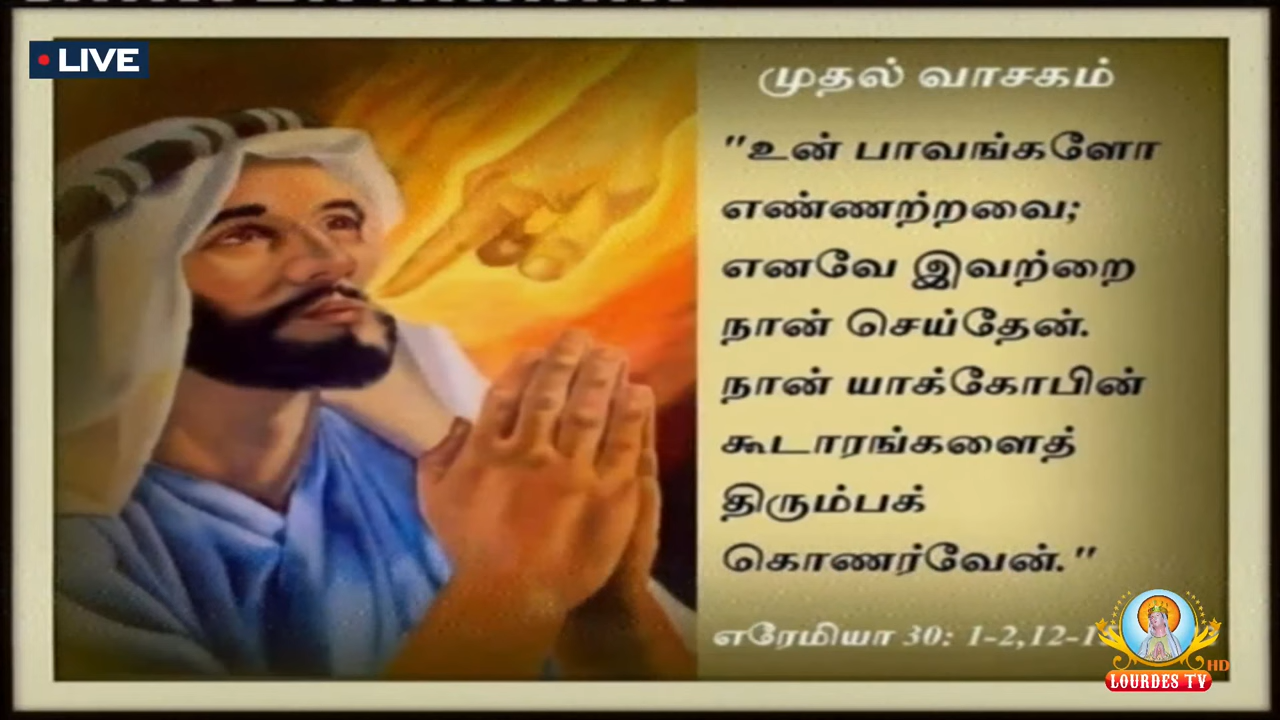 LIVE
முதல் வாசகம்
"உன் பாவங்களோ
எண்ணற்றவை;
எனவே இவற்றை
நான் செய்தேன்.
நான் யாக்கோபின்
கூடாரங்களைத்
திரும்பக்
கொணர்வேன்."
எரேமியா 30: 1-2,12-
HD
LOURDES TV